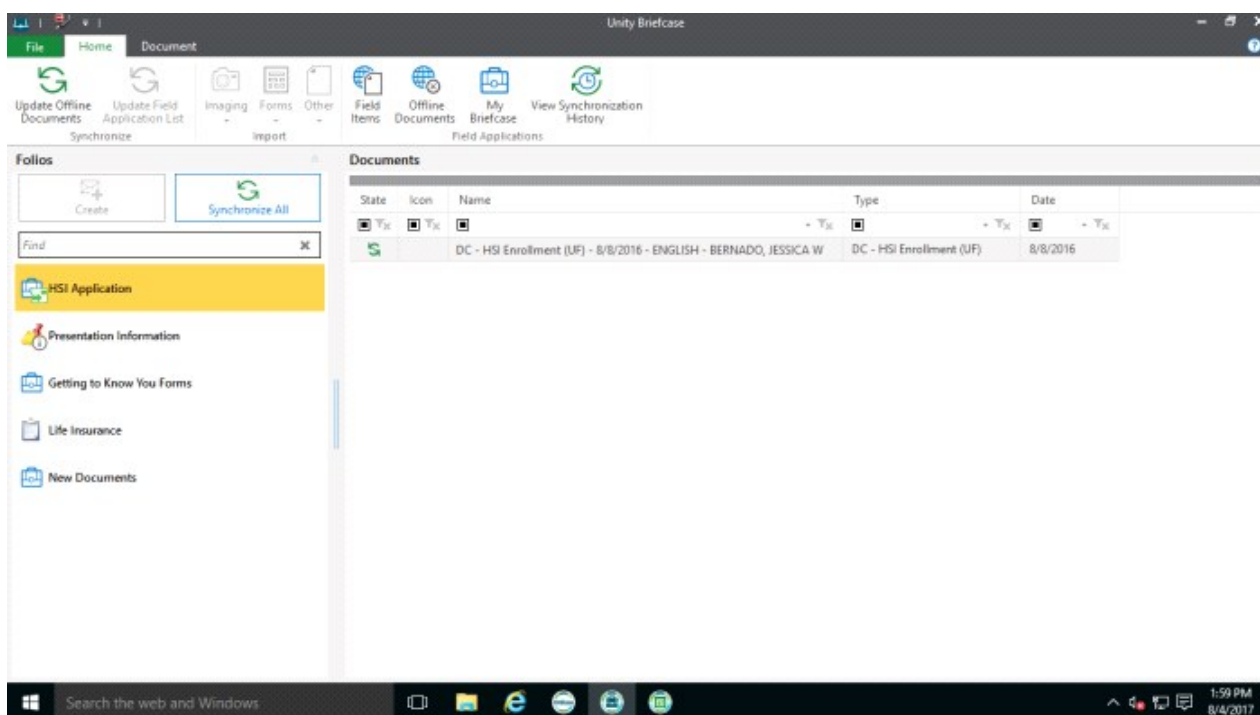 Unity Briefcase
File Home Document
Update Offline Documents
Update Field Application List
Imaging
Forms
Other
Field Items
Offline Documents
My Briefcase
View Synchronization History
Synchronize
Import
Field Applications
Folios
Create
Synchronize All
Find
HSI Application
Presentation Information
Getting to Know You Forms
Life Insurance
New Documents
Documents
State Icon Name Type Date
DC - HSI Enrollment (UF) - 8/8/2016 - ENGLISH - BERNADO, JESSICA W DC - HSI Enrollment (UF) 8/8/2016
Search the web and Windows
1:59 PM
8/4/2017